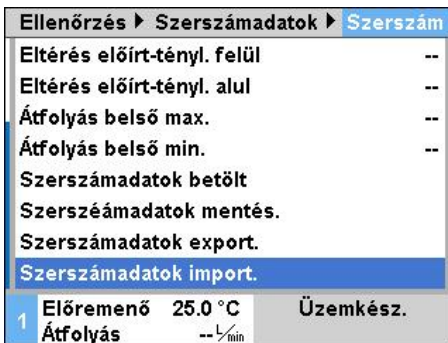 Ellenőrzés ▶ Szerszámadatok ▶ Szerszám
Eltérés előírt-tényl. felül --
Eltérés előírt-tényl. alul --
Átfolyás belső max. --
Átfolyás belső min. --
Szerszámadatok betölt
Szerszéámadatok mentés.
Szerszámadatok export.
Szerszámadatok import.
1 Előremenő 25.0 °C Üzemkész.
Átfolyás -- L/min